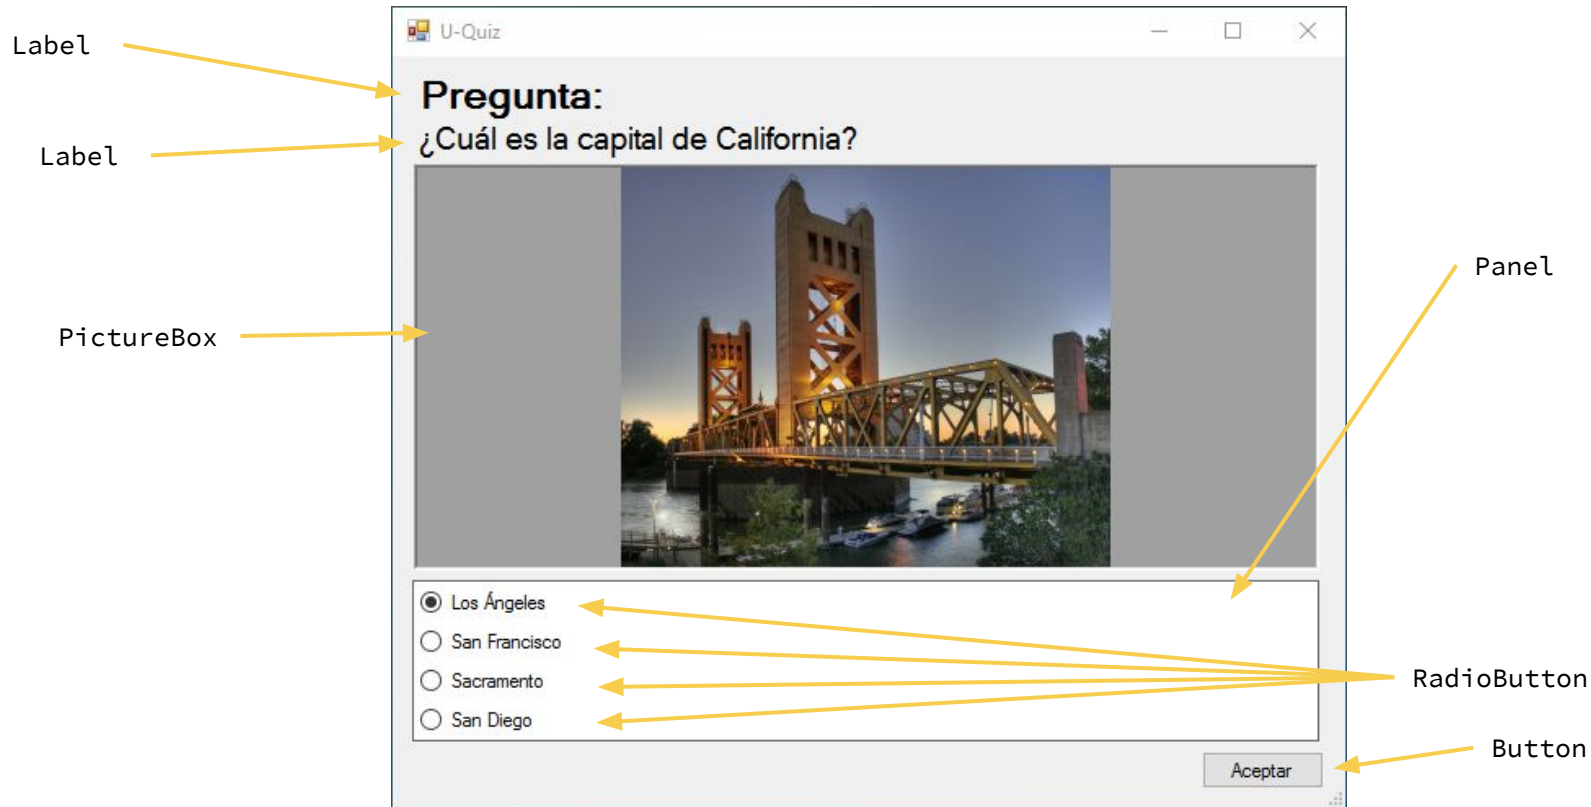 U-Quiz
Label
Pregunta:
¿Cuál es la capital de California?
Label
Panel
PictureBox
Los Ángeles
San Francisco
Sacramento
RadioButton
San Diego
Button
Aceptar